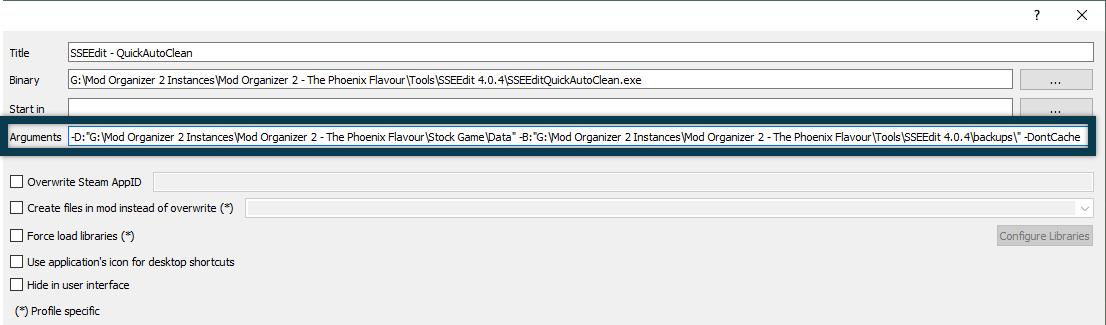 ?
Title SSEEdit - QuickAutoClean
Binary G:\Mod Organizer 2 Instances\Mod Organizer 2 - The Phoenix Flavour\Tools\SSEEdit 4.0.4\SSEEditQuickAutoClean.exe ...
Start in ...
Arguments -D:"G:\Mod Organizer 2 Instances\Mod Organizer 2 - The Phoenix Flavour\Stock Game\Data" -B:"G:\Mod Organizer 2 Instances\Mod Organizer 2 - The Phoenix Flavour\Tools\SSEEdit 4.0.4\backups\" -DontCache
Overwrite Steam AppID
Create files in mod instead of overwrite (*)
Force load libraries (*) Configure Libraries
Use application's icon for desktop shortcuts
Hide in user interface
(*) Profile specific